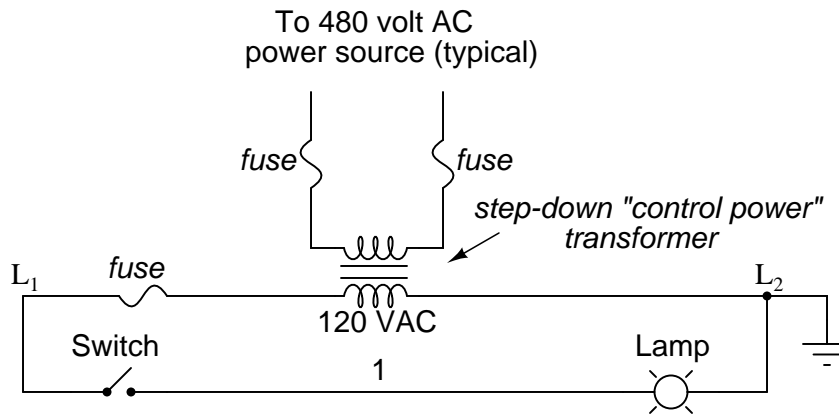 To 480 volt AC
power source (typical)
fuse
fuse
step-down "control power"
transformer
L1
fuse
L2
120 VAC
Switch
1
Lamp